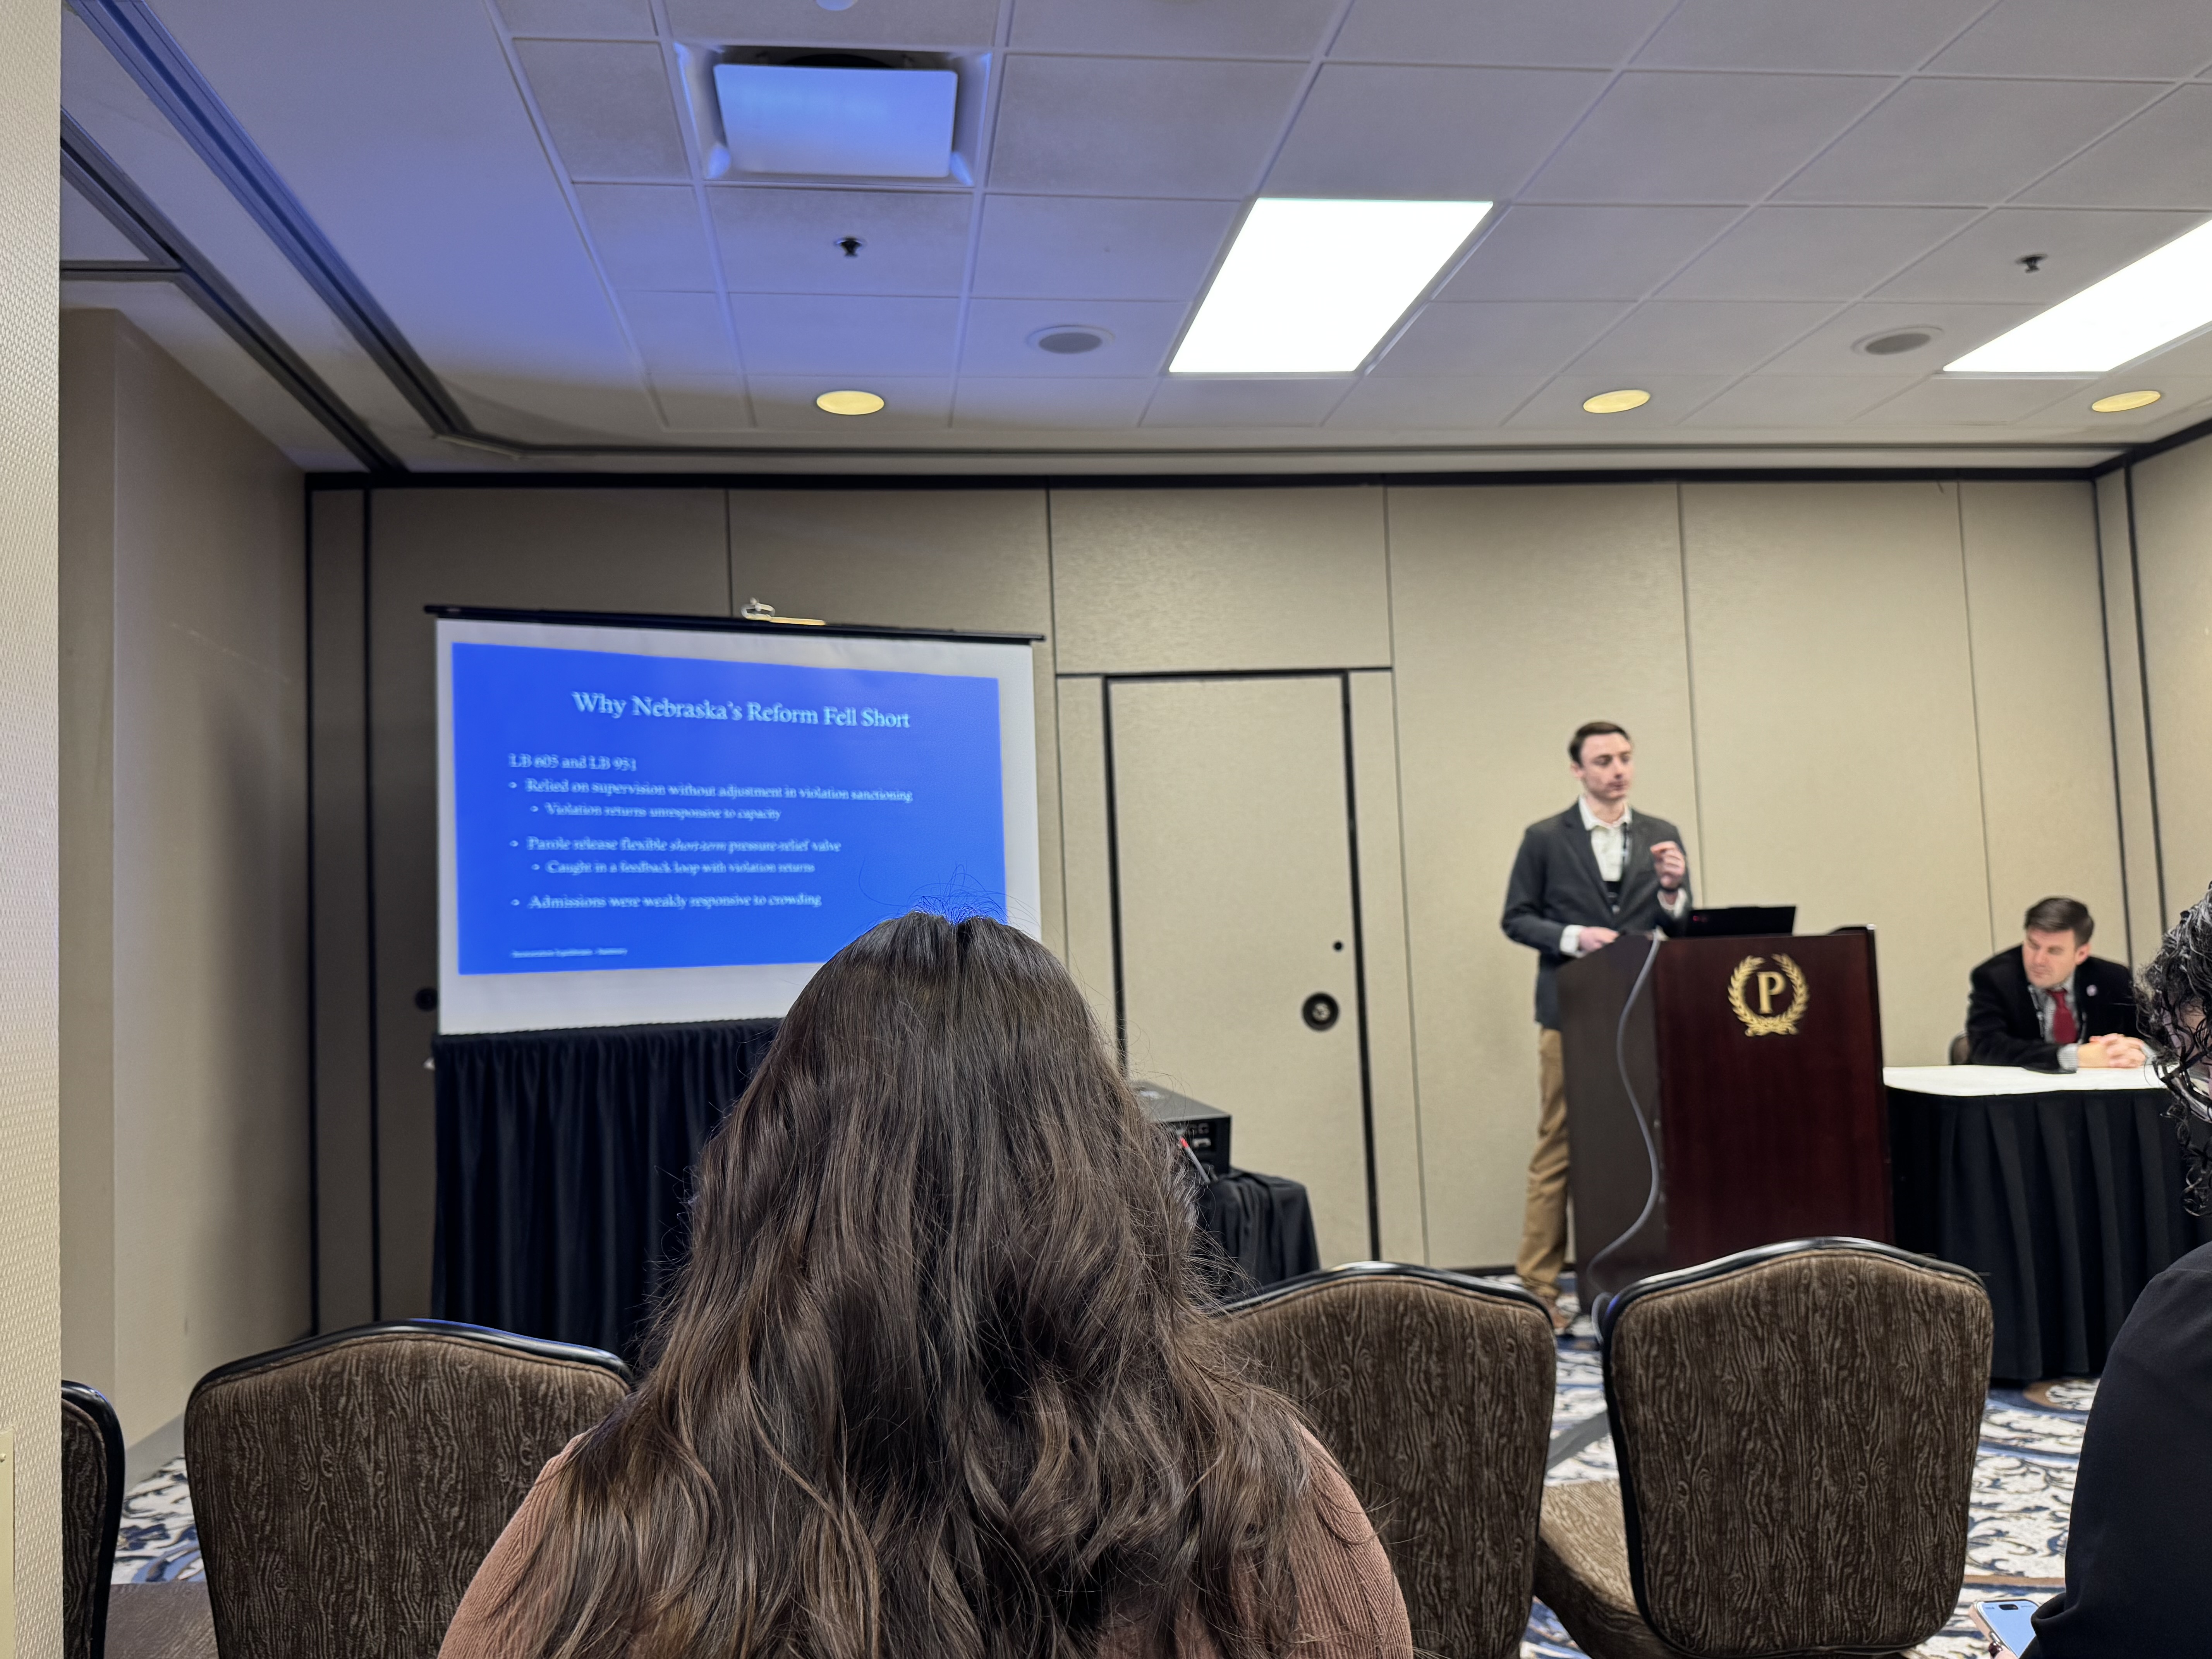 Why Nebraska's Reform Fell Short
LB 605 and LB 951
• Relied on supervision without adjustment in violation sanctioning
• Violation returns unresponsive to capacity
• Parole release flexible short-term pressure-relief valve
• Caught in a feedback loop with violation returns
• Admissions were weakly responsive to crowding
P